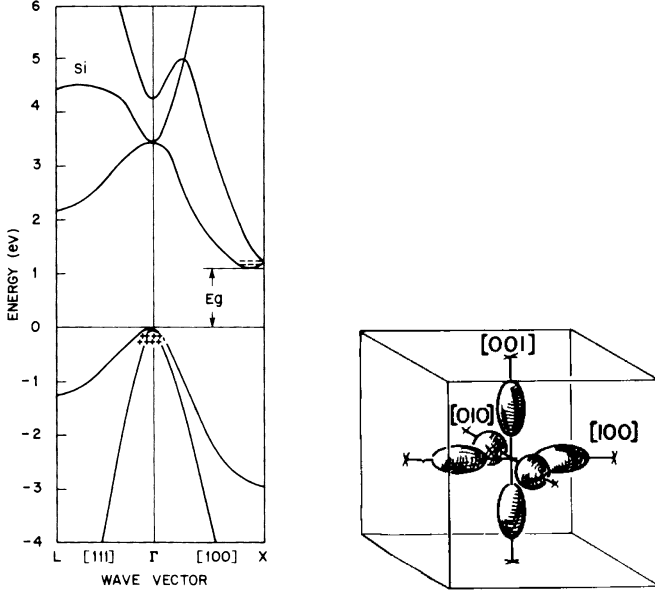 6
5
4
3
2
1
0
-1
-2
-3
-4
ENERGY (eV)
Si
Eg
L [111] Γ [100] X
WAVE VECTOR
[001]
[010]
[100]